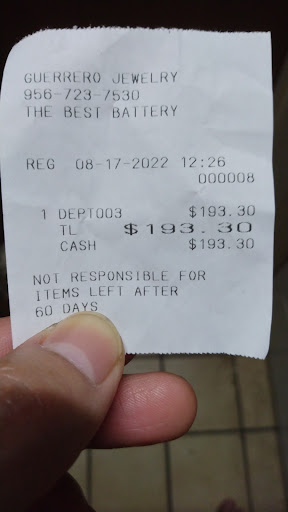 GUERRERO JEWELRY
956-723-7530
THE BEST BATTERY
REG 08-17-2022 12:26
000008
1 DEPT003 $193.30
TL $193.30
CASH $193.30
NOT RESPONSIBLE FOR
ITEMS LEFT AFTER
60 DAYS